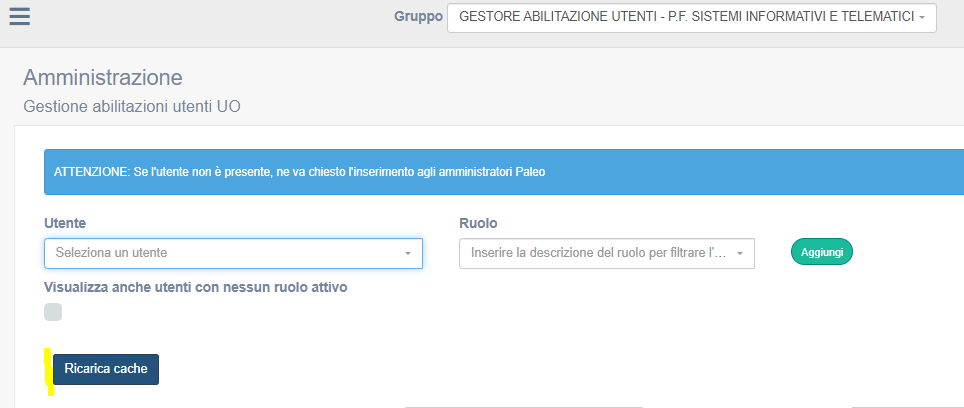 Gruppo GESTORE ABILITAZIONE UTENTI - P.F. SISTEMI INFORMATIVI E TELEMATICI
Amministrazione
Gestione abilitazioni utenti UO
ATTENZIONE: Se l'utente non è presente, ne va chiesto l'inserimento agli amministratori Paleo
Utente Ruolo
Seleziona un utente Inserire la descrizione del ruolo per filtrare l'... Aggiungi
Visualizza anche utenti con nessun ruolo attivo
Ricarica cache